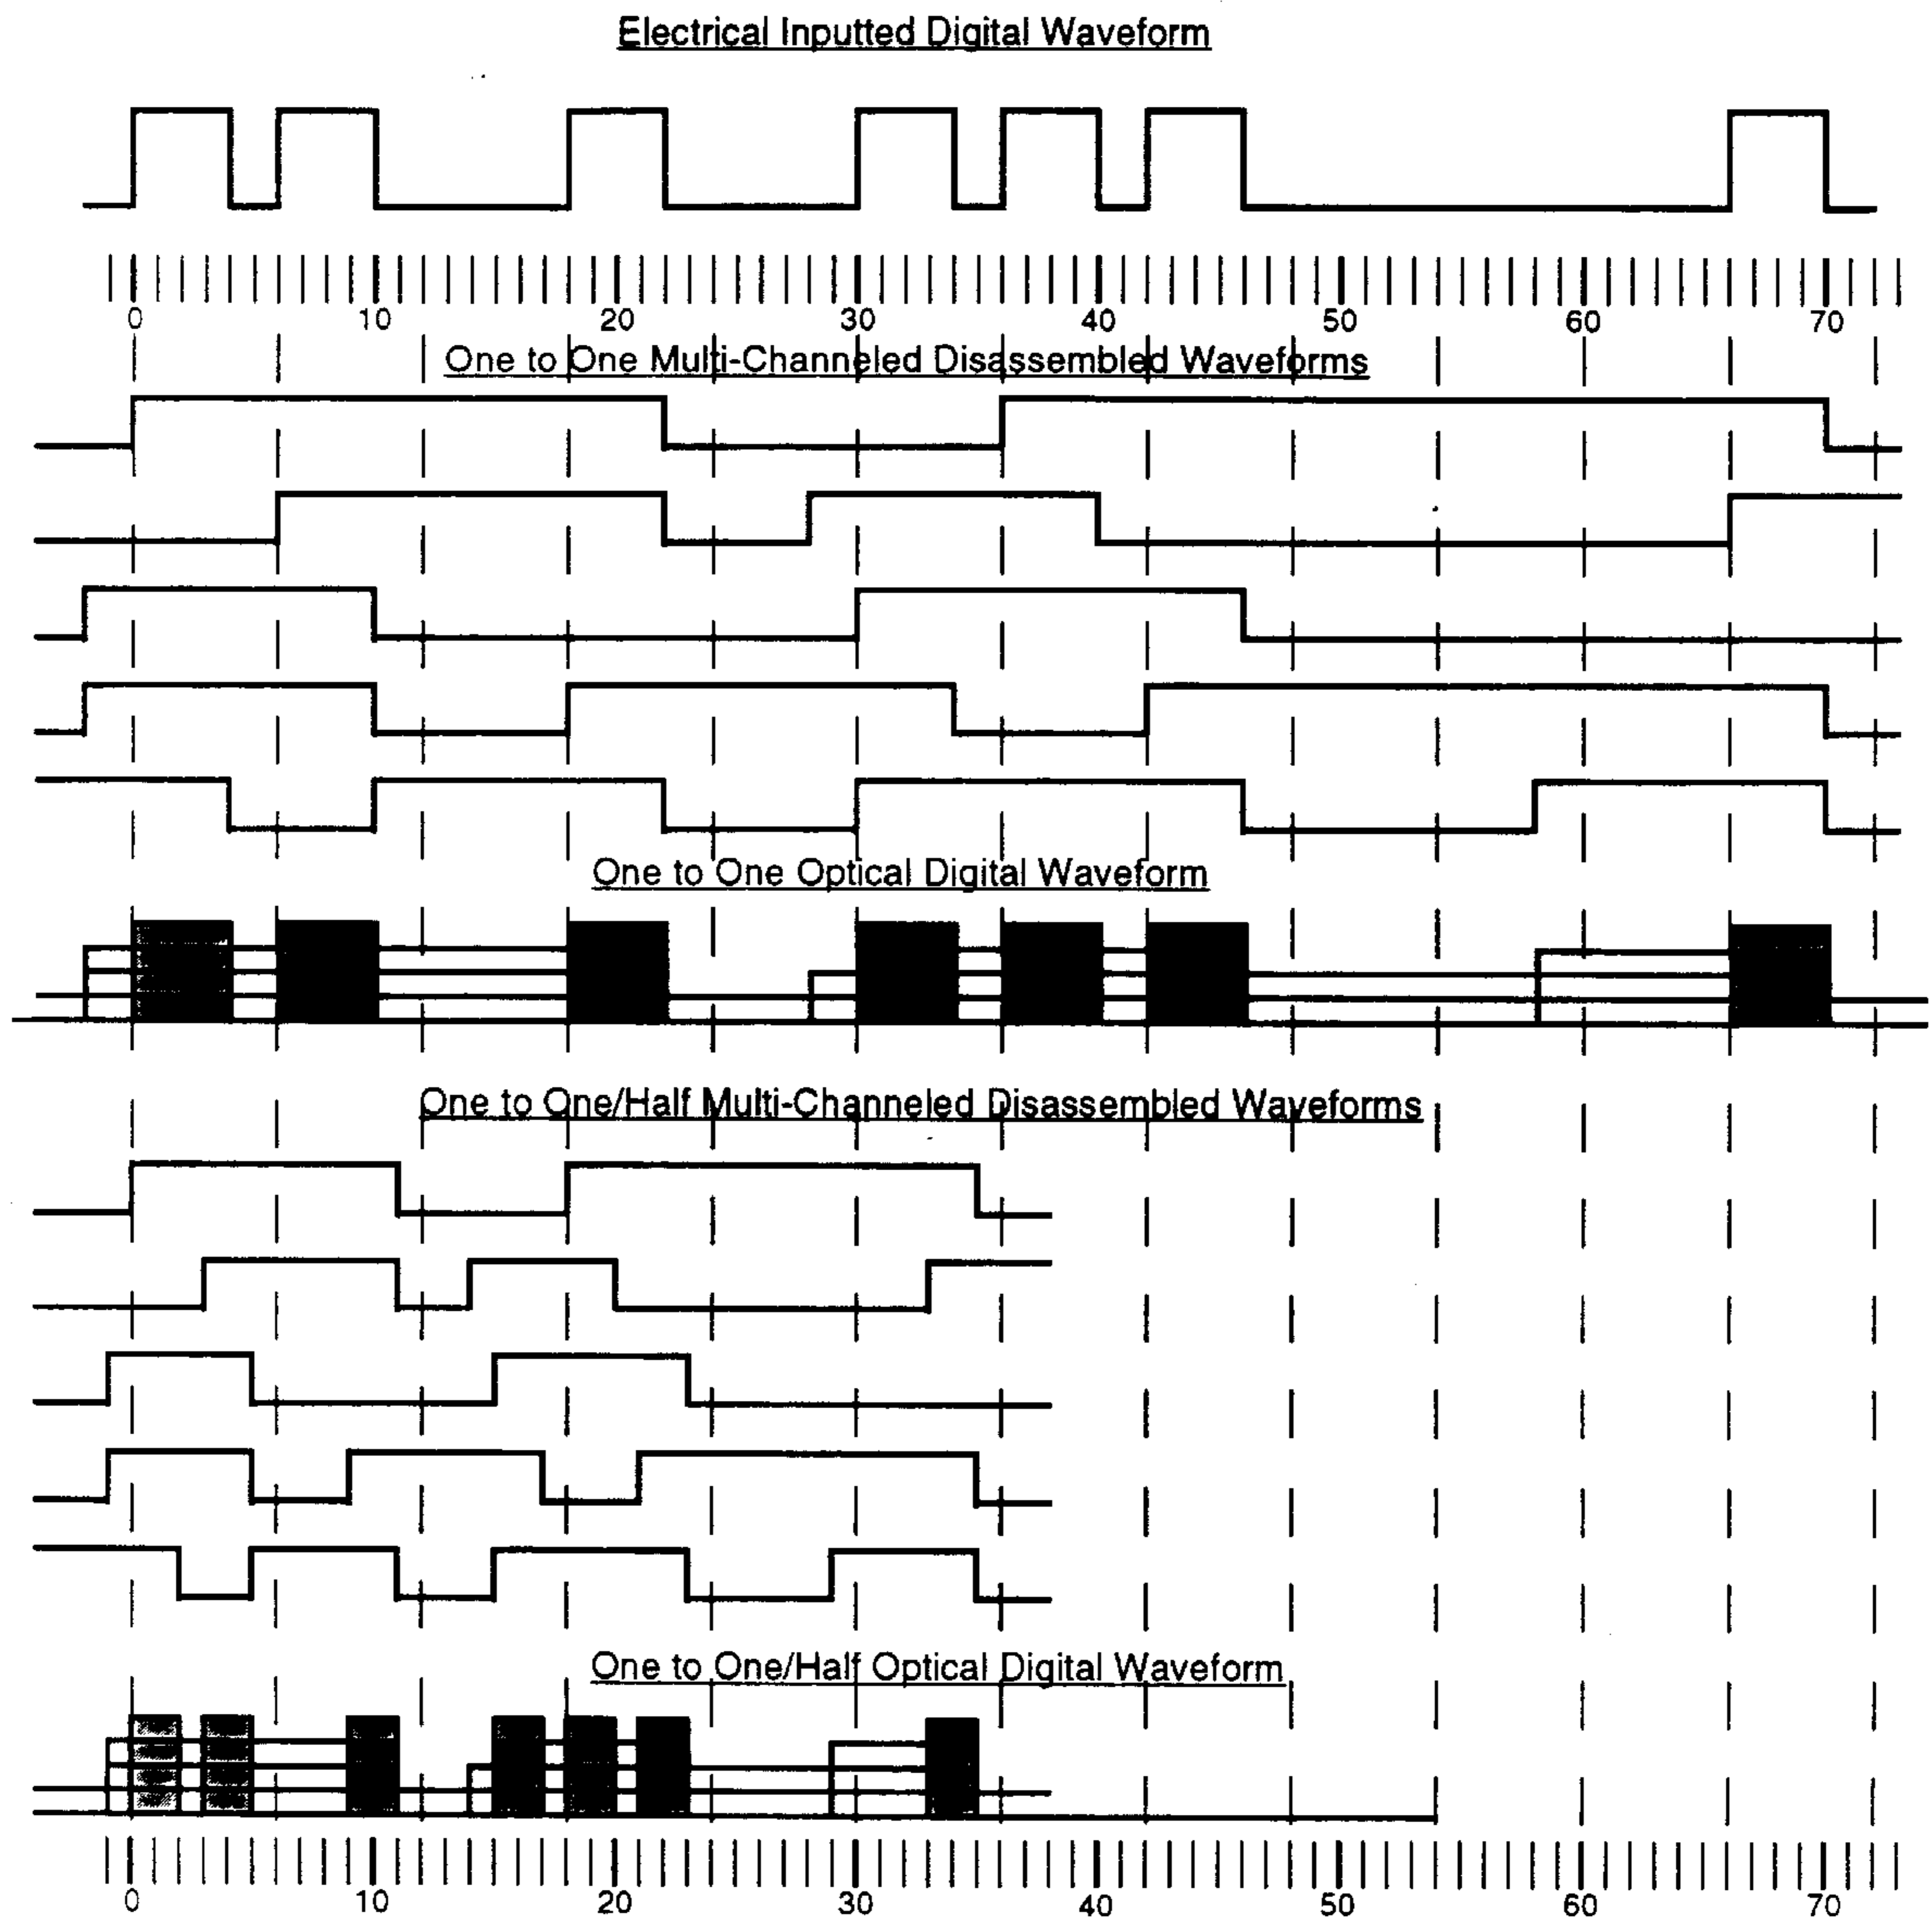 Electrical Inputted Digital Waveform
0 10 20 30 40 50 60 70
One to One Multi-Channeled Disassembled Waveforms
One to One Optical Digital Waveform
One to One/Half Multi-Channeled Disassembled Waveforms
One to One/Half Optical Digital Waveform
0 10 20 30 40 50 60 70